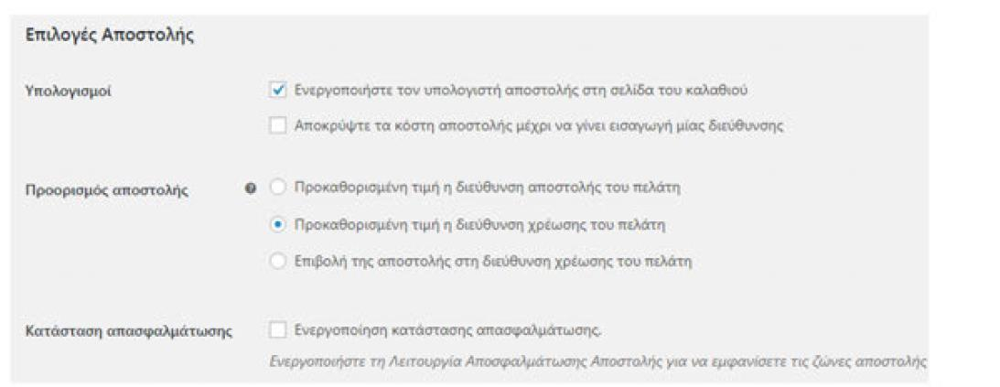 Επιλογές Αποστολής
Υπολογισμοί
Ενεργοποιήστε τον υπολογιστή αποστολής στη σελίδα του καλαθιού
Αποκρύψτε τα κόστη αποστολής μέχρι να γίνει εισαγωγή μίας διεύθυνσης
Προορισμός αποστολής
Προκαθορισμένη τιμή η διεύθυνση αποστολής του πελάτη
Προκαθορισμένη τιμή η διεύθυνση χρέωσης του πελάτη
Επιβολή της αποστολής στη διεύθυνση χρέωσης του πελάτη
Κατάσταση απασφαλμάτωσης
Ενεργοποίηση κατάστασης απασφαλμάτωσης.
Ενεργοποιήστε τη Λειτουργία Αποσφαλμάτωσης Αποστολής για να εμφανίσετε τις ζώνες αποστολής